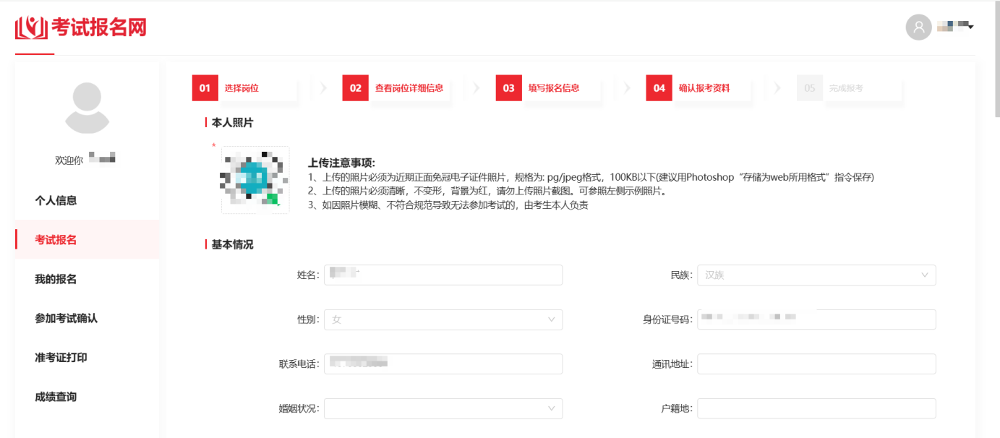 考试报名网
01 选择岗位
02 查看岗位详细信息
03 填写报名信息
04 确认报考资料
05 完成报考
欢迎你
个人信息
考试报名
我的报名
参加考试确认
准考证打印
成绩查询
本人照片
*
上传注意事项:
1、上传的照片必须为近期正面免冠电子证件照片，规格为: pg/jpeg格式，100KB以下(建议用Photoshop“存储为web所用格式”指令保存)
2、上传的照片必须清晰，不变形，背景为红，请勿上传照片截图。可参照左侧示例照片。
3、如因照片模糊、不符合规范导致无法参加考试的，由考生本人负责
基本情况
姓名:
民族: 汉族
性别: 女
身份证号码:
联系电话:
通讯地址:
婚姻状况:
户籍地: